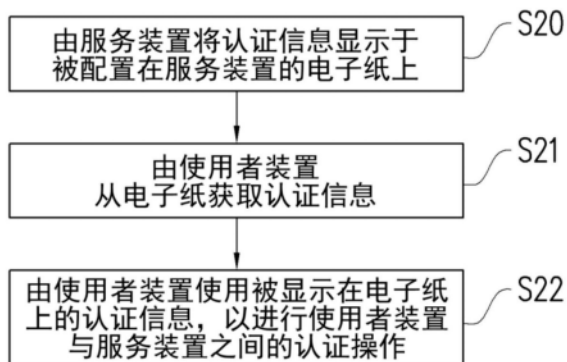 由服务装置将认证信息显示于
被配置在服务装置的电子纸上
S20
由使用者装置
从电子纸获取认证信息
S21
由使用者装置使用被显示在电子纸
上的认证信息，以进行使用者装置
与服务装置之间的认证操作
S22